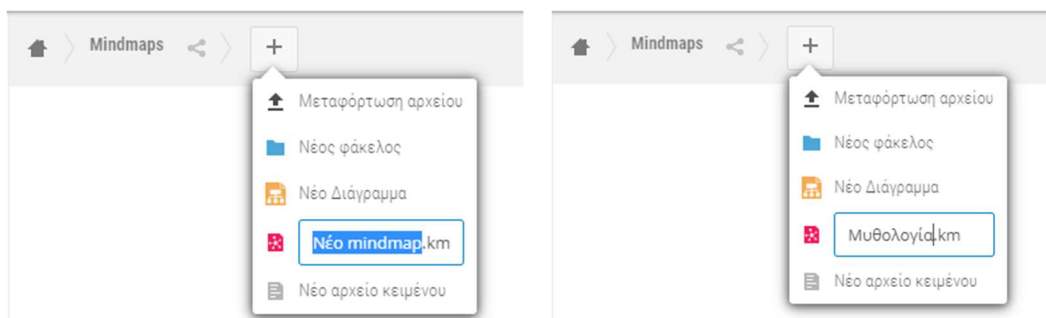 Mindmaps
+
Μεταφόρτωση αρχείου
Νέος φάκελος
Νέο Διάγραμμα
Νέο mindmap.km
Νέο αρχείο κειμένου
Mindmaps
+
Μεταφόρτωση αρχείου
Νέος φάκελος
Νέο Διάγραμμα
Μυθολογία.km
Νέο αρχείο κειμένου